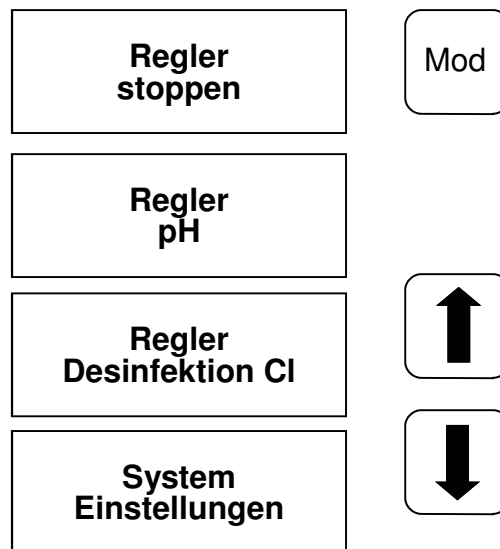 Regler
stoppen
Mod
Regler
pH
Regler
Desinfektion Cl
System
Einstellungen